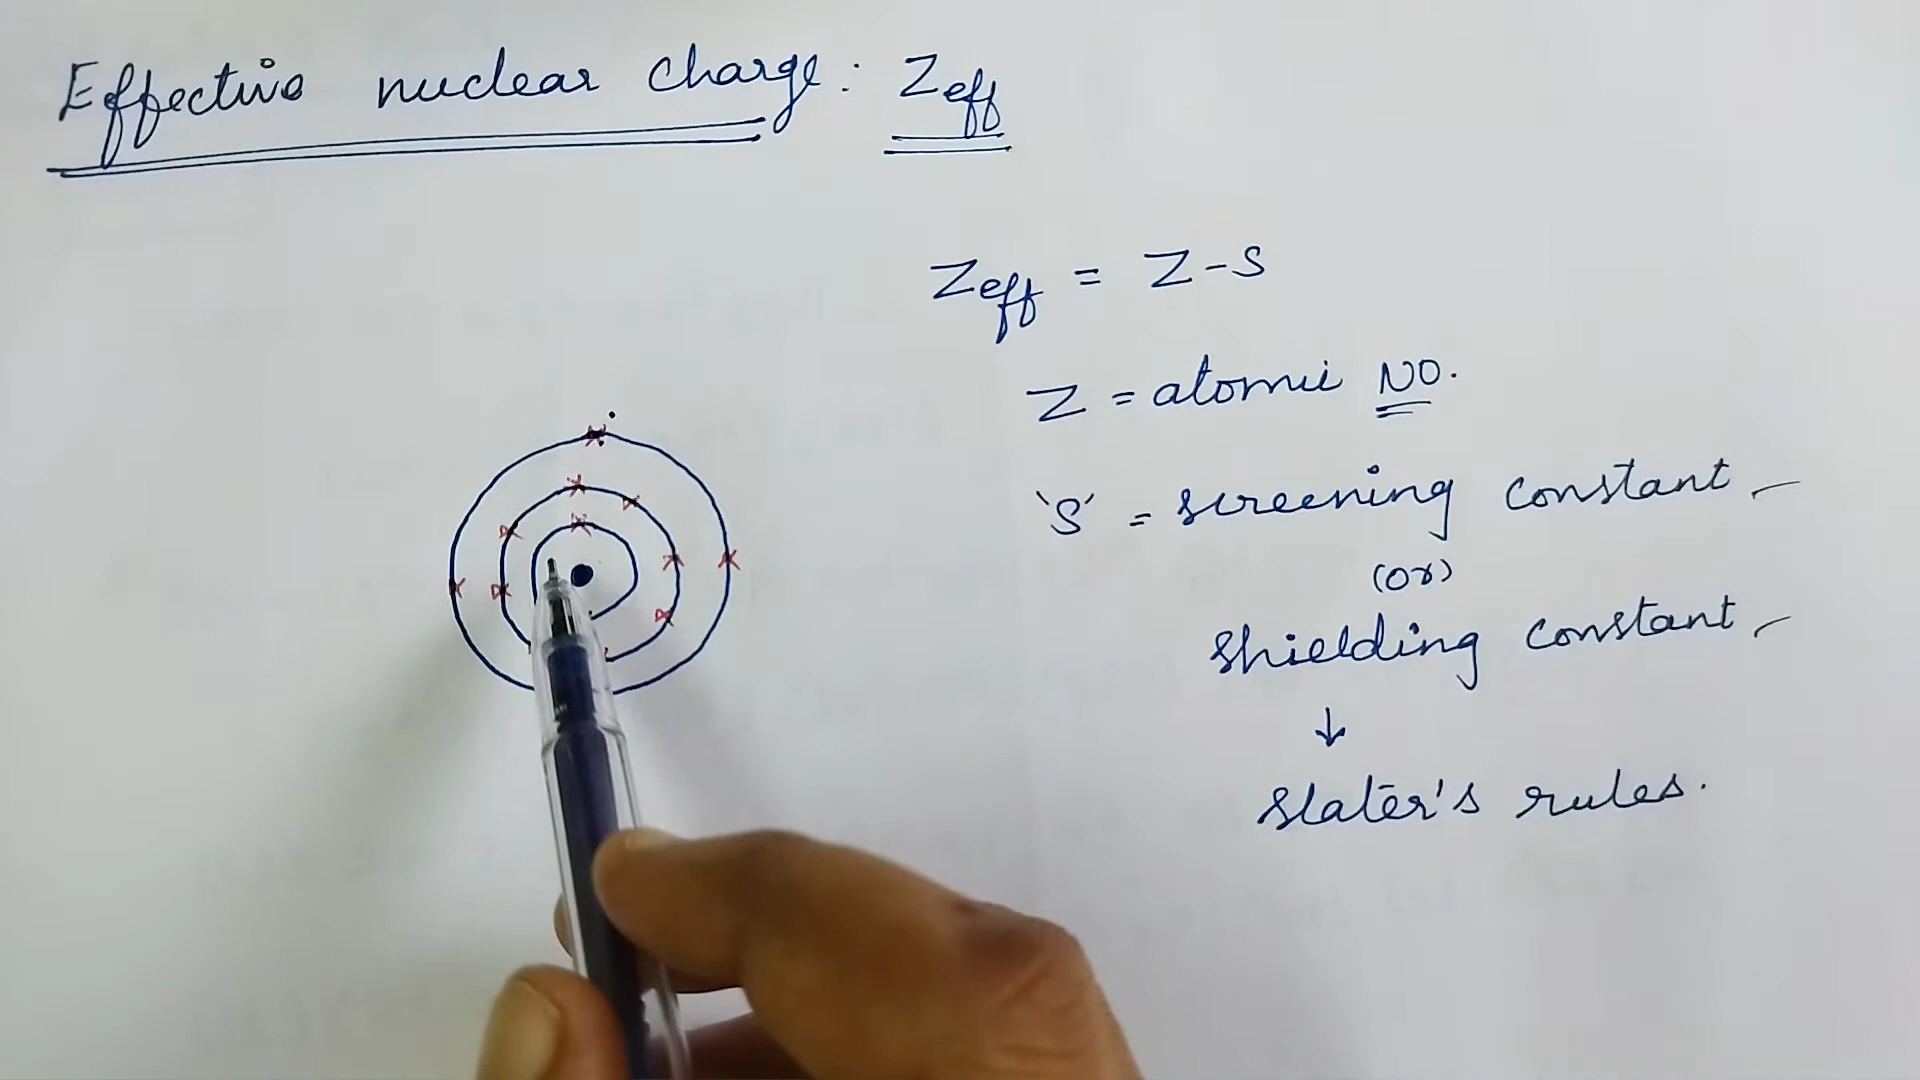 Effective nuclear charge: Zeff
Zeff = Z-S
Z = atomic NO.
'S' = screening constant
(or)
shielding constant
↓
slater's rules.